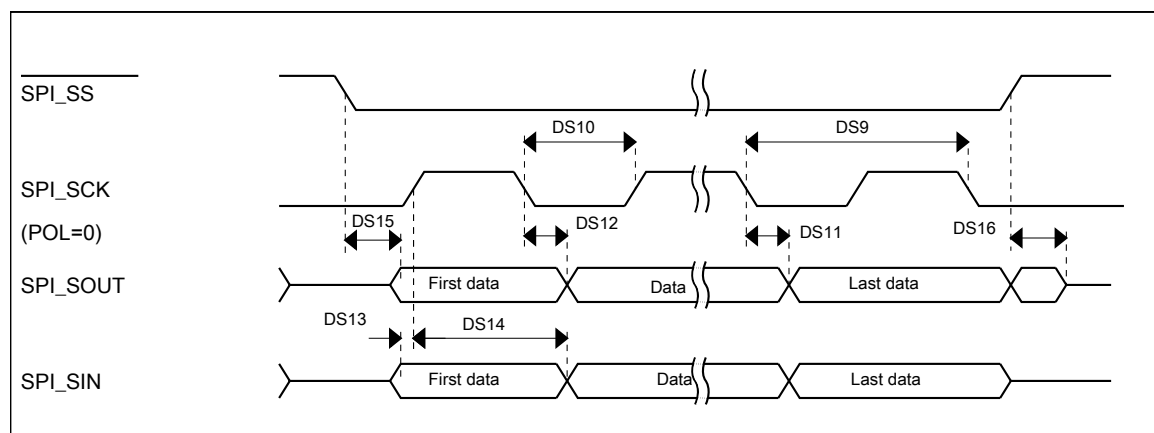 SPI_SS
DS10
DS9
SPI_SCK
DS15
DS12
DS11
DS16
(POL=0)
SPI_SOUT
First data
Data
Last data
DS13
DS14
SPI_SIN
First data
Data
Last data